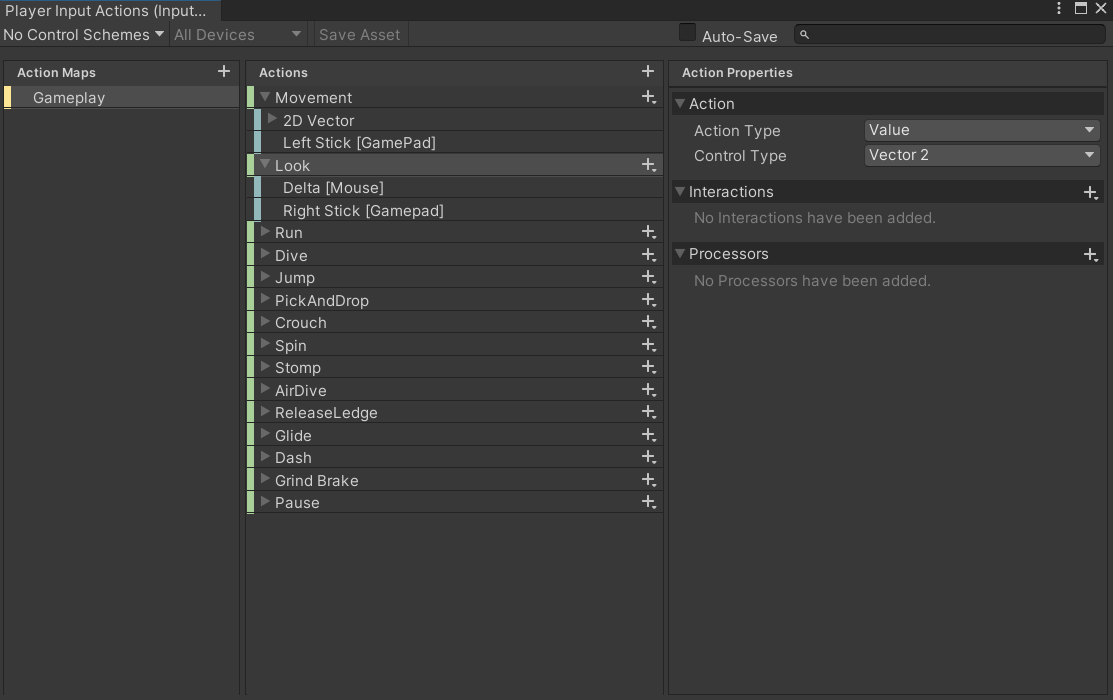 Player Input Actions (Input...
No Control Schemes All Devices Save Asset Auto-Save
Action Maps
Gameplay
Actions
Movement
2D Vector
Left Stick [GamePad]
Look
Delta [Mouse]
Right Stick [Gamepad]
Run
Dive
Jump
PickAndDrop
Crouch
Spin
Stomp
AirDive
ReleaseLedge
Glide
Dash
Grind Brake
Pause
Action Properties
Action
Action Type Value
Control Type Vector 2
Interactions
No Interactions have been added.
Processors
No Processors have been added.